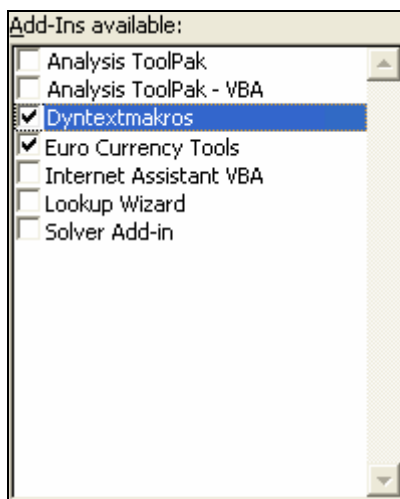 Add-Ins available:
Analysis ToolPak
Analysis ToolPak - VBA
Dyntextmakros
Euro Currency Tools
Internet Assistant VBA
Lookup Wizard
Solver Add-in